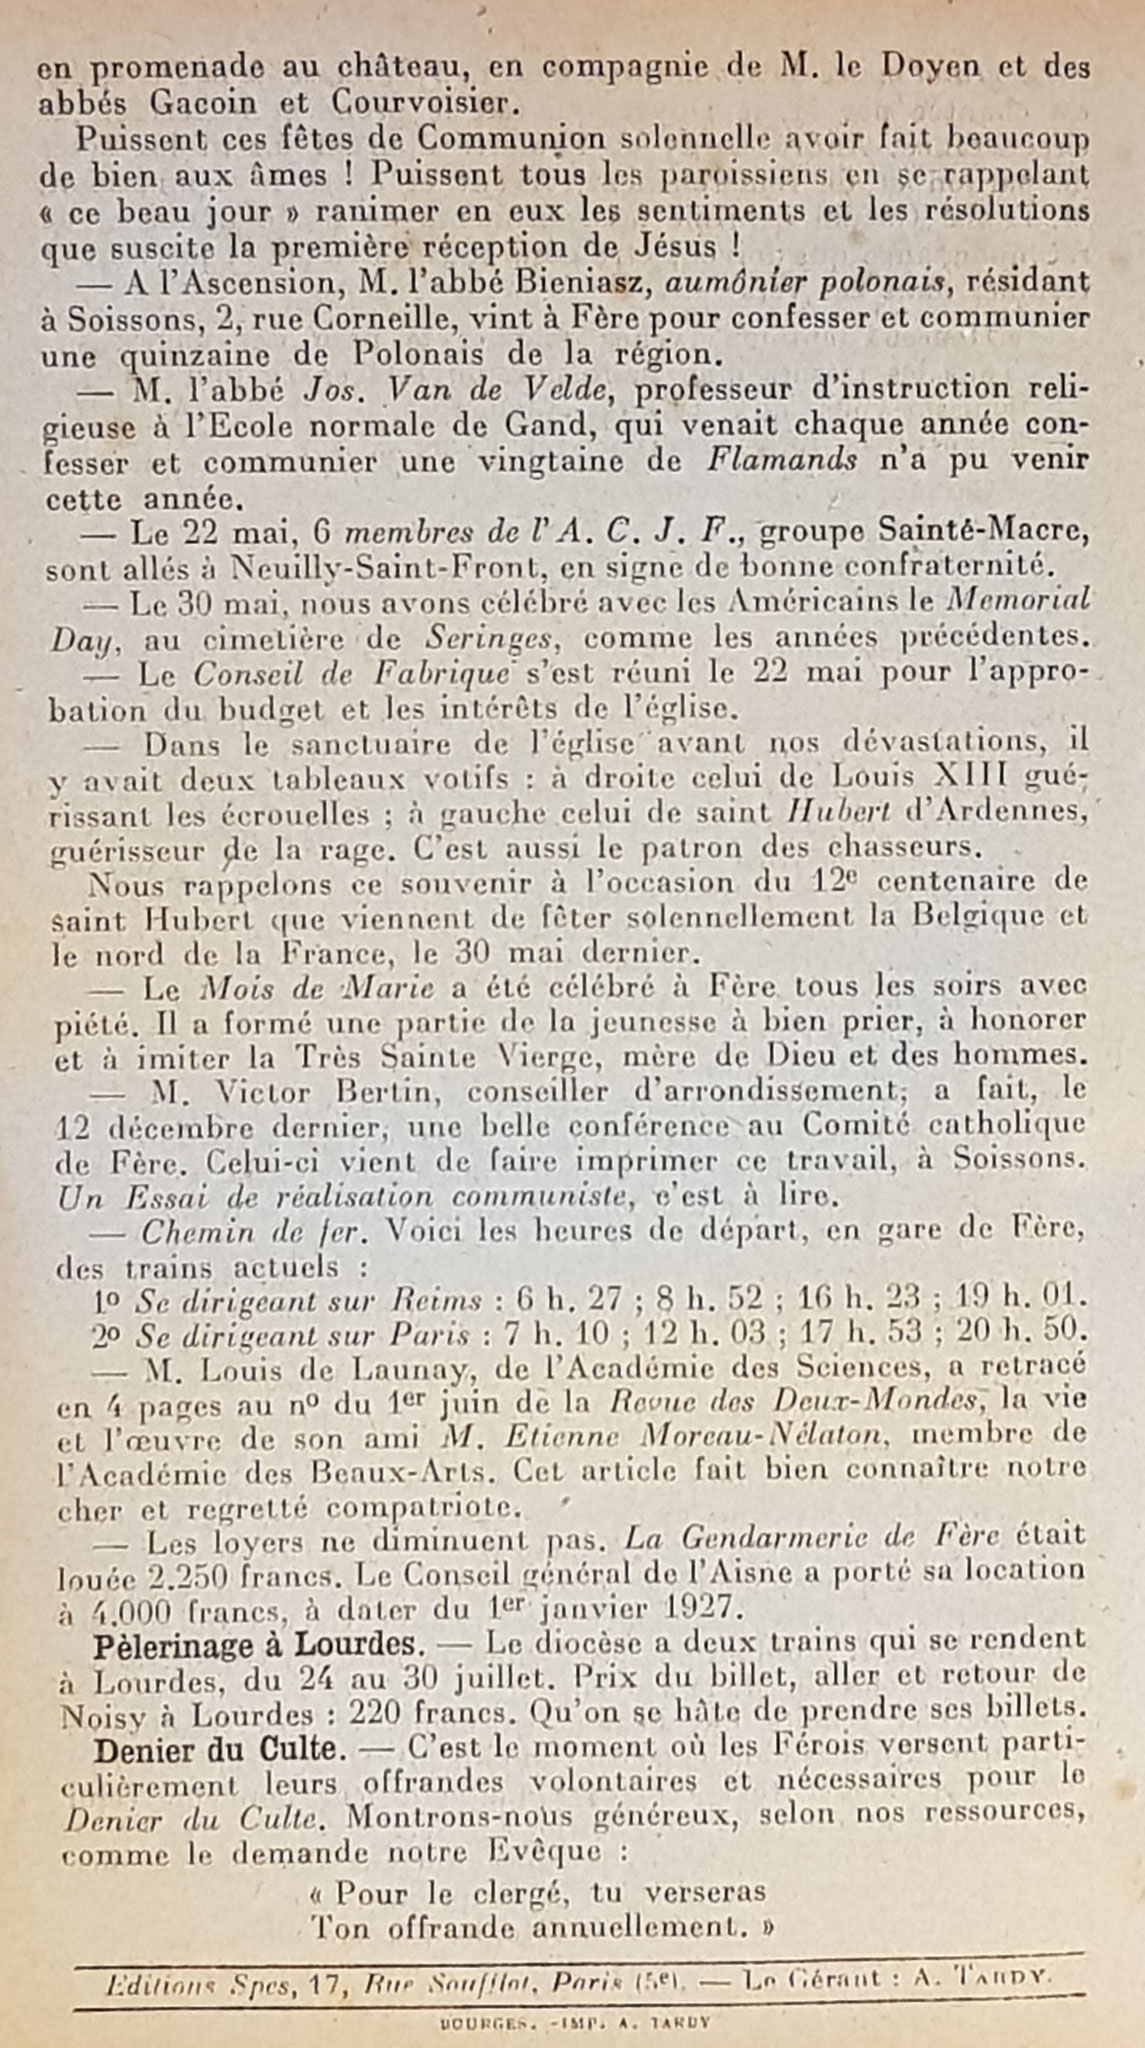 en promenade au château, en compagnie de M. le Doyen et des
abbés Gacoin et Courvoisier.
Puissent ces fêtes de Communion solennelle avoir fait beaucoup
de bien aux âmes ! Puissent tous les paroissiens en se rappelant
« ce beau jour » ranimer en eux les sentiments et les résolutions
que suscite la première réception de Jésus !
— A l'Ascension, M. l'abbé Bieniasz, aumônier polonais, résidant
à Soissons, 2, rue Corneille, vint à Fère pour confesser et communier
une quinzaine de Polonais de la région.
— M. l'abbé Jos. Van de Velde, professeur d'instruction reli-
gieuse à l'Ecole normale de Gand, qui venait chaque année con-
fesser et communier une vingtaine de Flamands n'a pu venir
cette année.
— Le 22 mai, 6 membres de l'A. C. J. F., groupe Sainte-Macre,
sont allés à Neuilly-Saint-Front, en signe de bonne confraternité.
— Le 30 mai, nous avons célébré avec les Américains le Memorial
Day, au cimetière de Seringes, comme les années précédentes.
— Le Conseil de Fabrique s'est réuni le 22 mai pour l'appro-
bation du budget et les intérêts de l'église.
— Dans le sanctuaire de l'église avant nos dévastations, il
y avait deux tableaux votifs : à droite celui de Louis XIII gué-
rissant les écrouelles ; à gauche celui de saint Hubert d'Ardennes,
guérisseur de la rage. C'est aussi le patron des chasseurs.
Nous rappelons ce souvenir à l'occasion du 12e centenaire de
saint Hubert que viennent de fêter solennellement la Belgique et
le nord de la France, le 30 mai dernier.
— Le Mois de Marie a été célébré à Fère tous les soirs avec
piété. Il a formé une partie de la jeunesse à bien prier, à honorer
et à imiter la Très Sainte Vierge, mère de Dieu et des hommes.
— M. Victor Bertin, conseiller d'arrondissement, a fait, le
12 décembre dernier, une belle conférence au Comité catholique
de Fère. Celui-ci vient de faire imprimer ce travail, à Soissons.
Un Essai de réalisation communiste, c'est à lire.
— Chemin de fer. Voici les heures de départ, en gare de Fère,
des trains actuels :
1o Se dirigeant sur Reims : 6 h. 27 ; 8 h. 52 ; 16 h. 23 ; 19 h. 01.
2o Se dirigeant sur Paris : 7 h. 10 ; 12 h. 03 ; 17 h. 53 ; 20 h. 50.
— M. Louis de Launay, de l'Académie des Sciences, a retracé
en 4 pages au no du 1er juin de la Revue des Deux-Mondes, la vie
et l'œuvre de son ami M. Etienne Moreau-Nélaton, membre de
l'Académie des Beaux-Arts. Cet article fait bien connaître notre
cher et regretté compatriote.
— Les loyers ne diminuent pas. La Gendarmerie de Fère était
louée 2.250 francs. Le Conseil général de l'Aisne a porté sa location
à 4.000 francs, à dater du 1er janvier 1927.
Pèlerinage à Lourdes. — Le diocèse a deux trains qui se rendent
à Lourdes, du 24 au 30 juillet. Prix du billet, aller et retour de
Noisy à Lourdes : 220 francs. Qu'on se hâte de prendre ses billets.
Denier du Culte. — C'est le moment où les Férois versent parti-
culièrement leurs offrandes volontaires et nécessaires pour le
Denier du Culte. Montrons-nous généreux, selon nos ressources,
comme le demande notre Evêque :
« Pour le clergé, tu verseras
Ton offrande annuellement. »
Editions Spes, 17, Rue Soufflot, Paris (5e). — Le Gérant : A. TARDY.
BOURGES. -IMP. A. TARDY